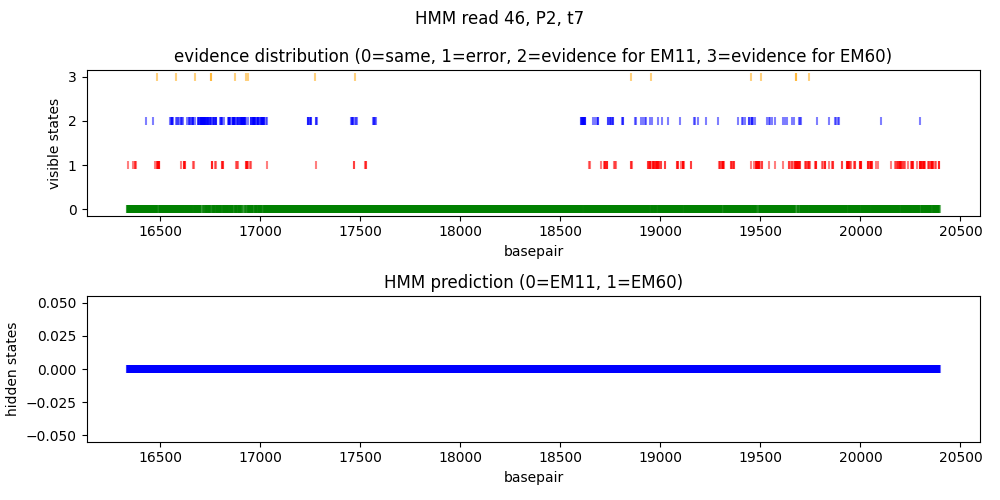 HMM read 46, P2, t7
evidence distribution (0=same, 1=error, 2=evidence for EM11, 3=evidence for EM60)
visible states
3
2
1
0
16500 17000 17500 18000 18500 19000 19500 20000 20500
basepair
HMM prediction (0=EM11, 1=EM60)
hidden states
0.050
0.025
0.000
−0.025
−0.050
16500 17000 17500 18000 18500 19000 19500 20000 20500
basepair